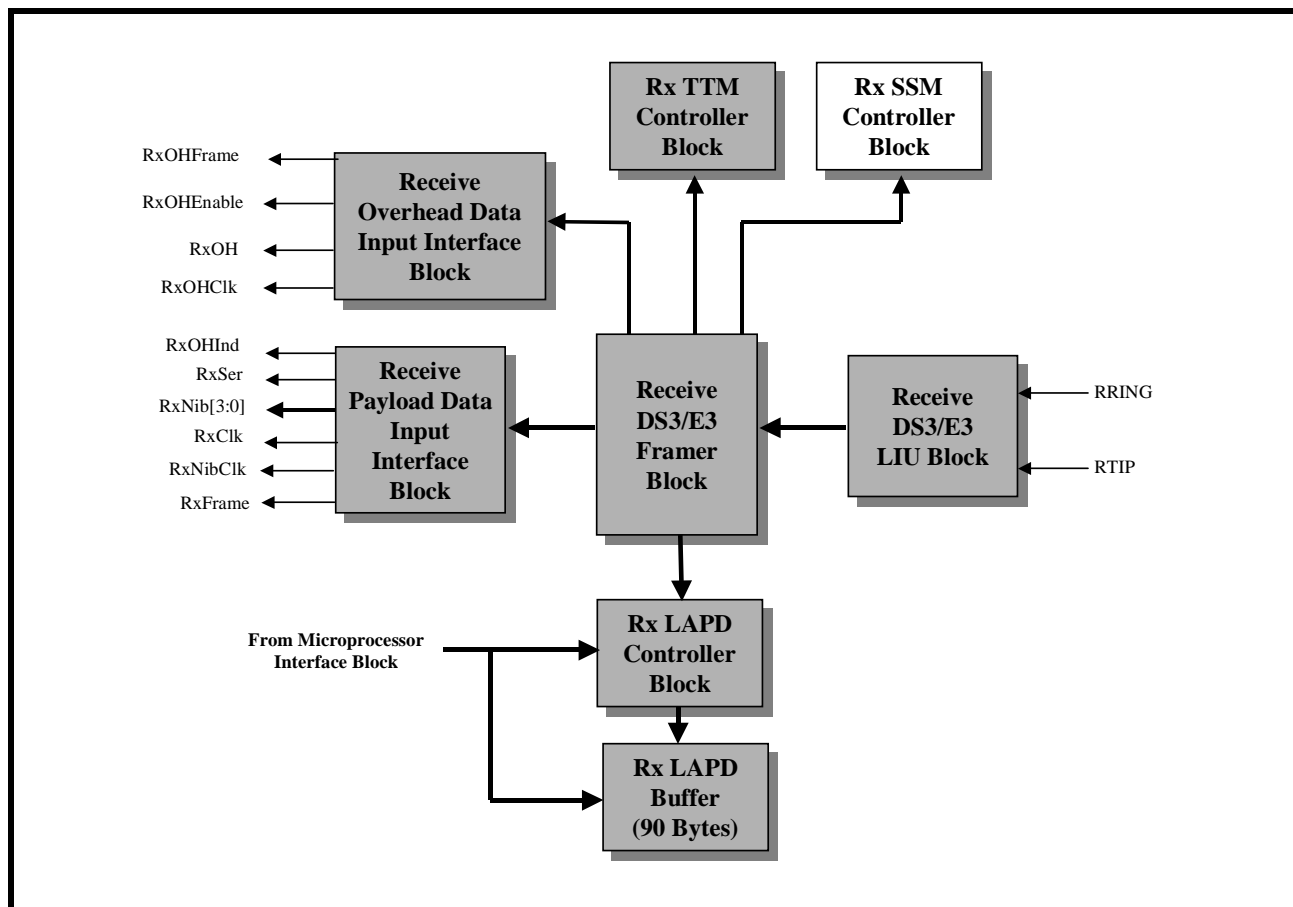 Rx TTM
Controller
Block
Rx SSM
Controller
Block
RxOHFrame
RxOHEnable
RxOH
RxOHClk
Receive
Overhead Data
Input Interface
Block
RxOHInd
RxSer
RxNib[3:0]
RxClk
RxNibClk
RxFrame
Receive
Payload Data
Input
Interface
Block
Receive
DS3/E3
Framer
Block
Receive
DS3/E3
LIU Block
RRING
RTIP
From Microprocessor
Interface Block
Rx LAPD
Controller
Block
Rx LAPD
Buffer
(90 Bytes)